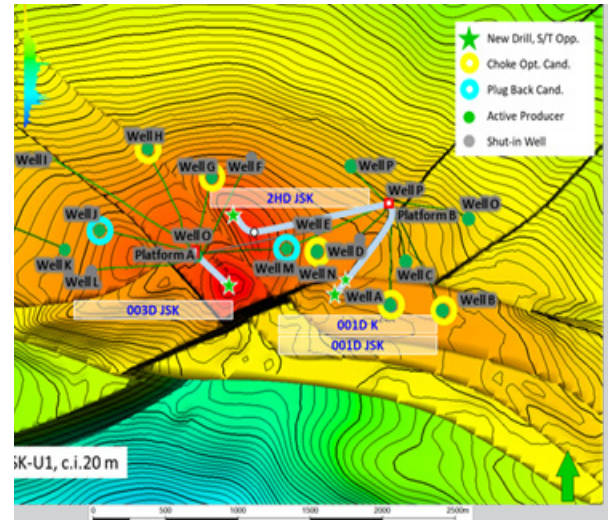 New Drill, S/T Opp.
Choke Opt. Cand.
Plug Back Cand.
Active Producer
Shut-in Well
Well H
Well I
Well G
Well F
Well P
Well P
2HD JSK
Well J
Well O
Well E
Platform B
Well O
Platform A
Well D
Well K
Well M
Well N
Well C
Well L
Well A
Well B
003D JSK
001D K
001D JSK
SK-U1, c.i.20 m
0
500
1000
1500
2000
2500m